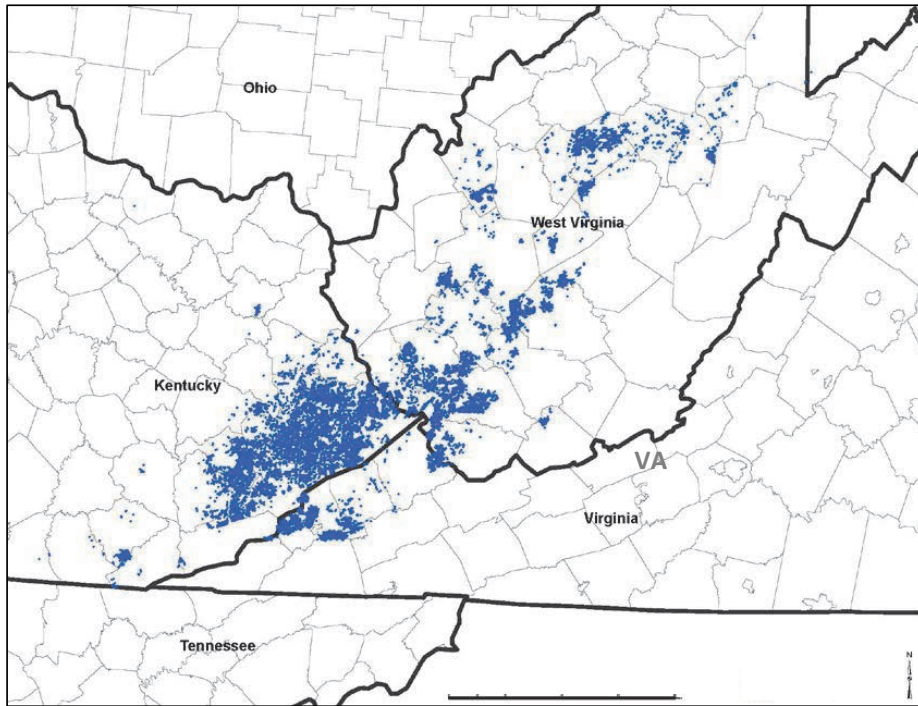 Ohio
West Virginia
Kentucky
VA
Virginia
Tennessee
N